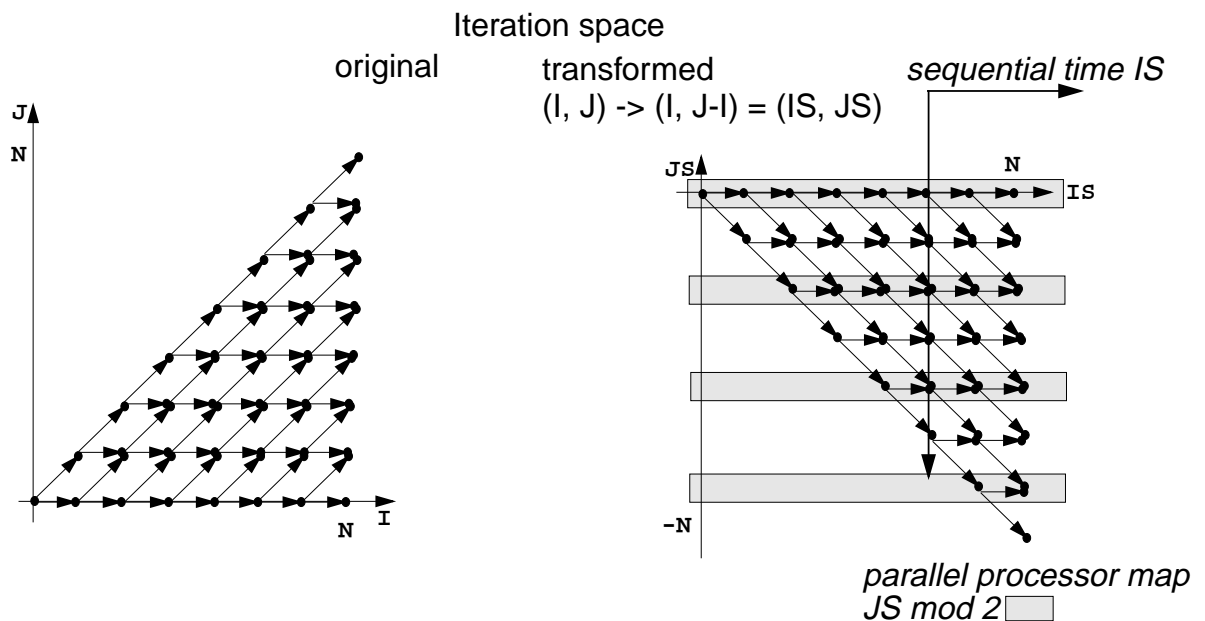 Iteration space
original
transformed
(I, J) -> (I, J-I) = (IS, JS)
sequential time IS
J
N
N
I
JS
N
IS
-N
parallel processor map
JS mod 2